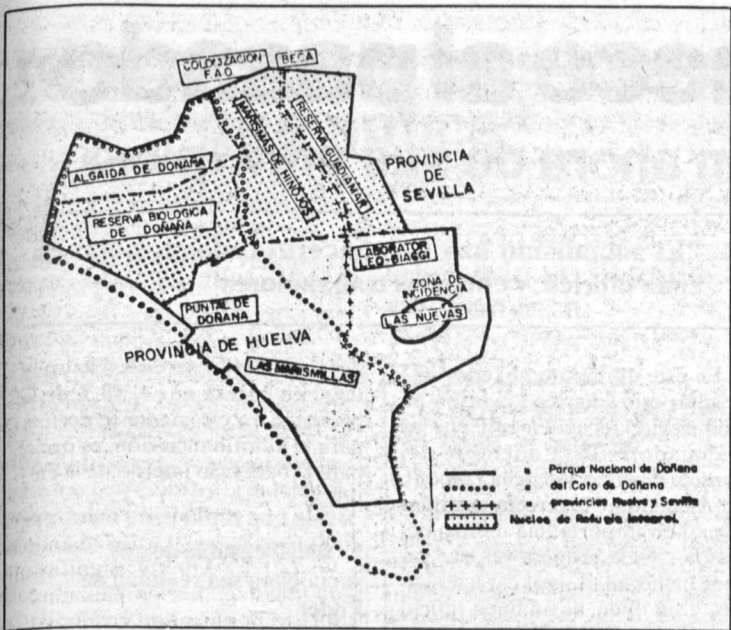 COLONIZACIÓN
F.A.O.
BECA
MARISMAS DE HINOJOS
RESERVA GUADIAMAR
PROVINCIA
DE
SEVILLA
ALGAIDA DE DOÑANA
RESERVA BIOLOGICA
DE DOÑANA
LABORATOR
LEO-BIAGGI
ZONA DE
INCIDENCIA
LAS NUEVAS
PUNTAL DE
DOÑANA
PROVINCIA DE HUELVA
LAS MARISMILLAS
Parque Nacional de Doñana
del Coto de Doñana
provincias Huelva y Sevilla
Nucleo de Refugio Integral.